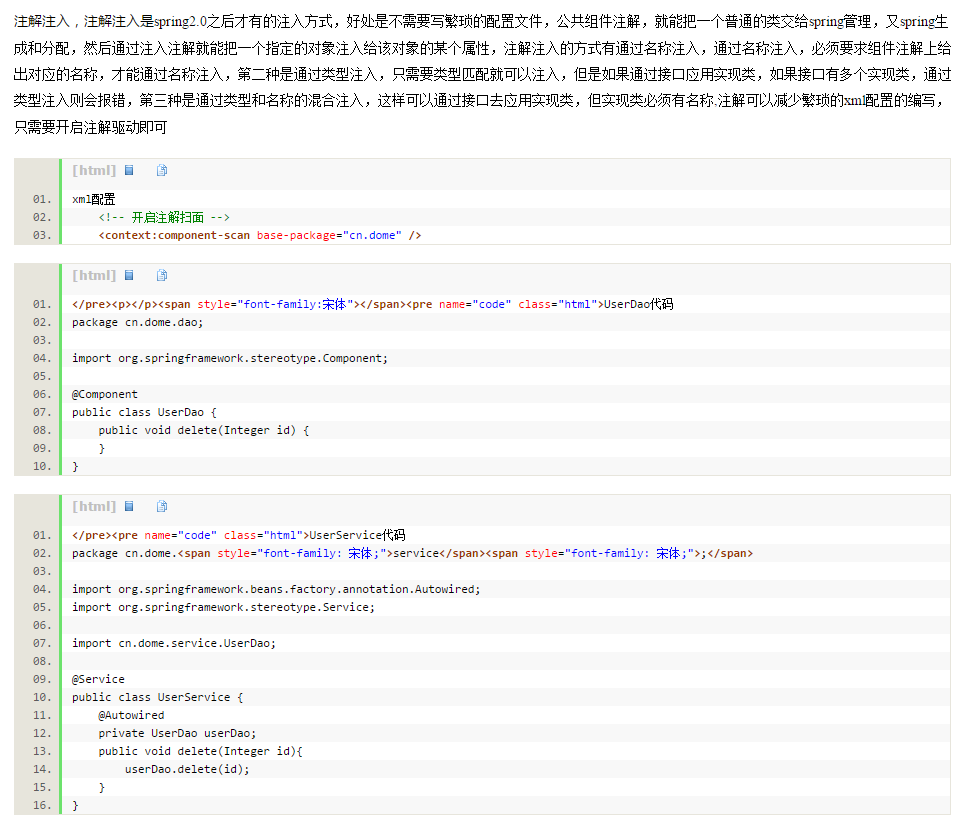 注解注入，注解注入是spring2.0之后才有的注入方式，好处是不需要写繁琐的配置文件，公共组件注解，就能把一个普通的类交给spring管理，又spring生
成和分配，然后通过注入注解就能把一个指定的对象注入给该对象的某个属性，注解注入的方式有通过名称注入，通过名称注入，必须要求组件注解上给
出对应的名称，才能通过名称注入，第二种是通过类型注入，只需要类型匹配就可以注入，但是如果通过接口应用实现类，如果接口有多个实现类，通过
类型注入则会报错，第三种是通过类型和名称的混合注入，这样可以通过接口去应用实现类，但实现类必须有名称,注解可以减少繁琐的xml配置的编写，
只需要开启注解驱动即可
[html]
01. xml配置
02. <!-- 开启注解扫面 -->
03. <context:component-scan base-package="cn.dome" />
[html]
01. </pre><p></p><span style="font-family:宋体"></span><pre name="code" class="html">UserDao代码
02. package cn.dome.dao;
03.
04. import org.springframework.stereotype.Component;
05.
06. @Component
07. public class UserDao {
08. public void delete(Integer id) {
09. }
10. }
[html]
01. </pre><pre name="code" class="html">UserService代码
02. package cn.dome.<span style="font-family: 宋体;">service</span><span style="font-family: 宋体;">;</span>
03.
04. import org.springframework.beans.factory.annotation.Autowired;
05. import org.springframework.stereotype.Service;
06.
07. import cn.dome.service.UserDao;
08.
09. @Service
10. public class UserService {
11. @Autowired
12. private UserDao userDao;
13. public void delete(Integer id){
14. userDao.delete(id);
15. }
16. }